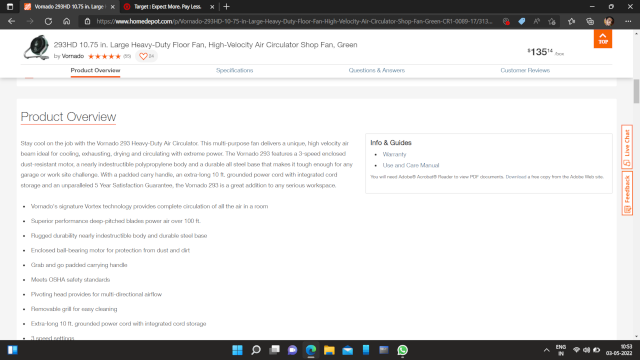 293HD 10.75 in. Large Heavy-Duty
Target : Expect More. Pay Less.
https://www.homedepot.com/p/Vornado-293HD-10-75-in-Large-Heavy-Duty-Floor-Fan-High-Velocity-Air-Circulator-Shop-Fan-Green-CR1-0089-17/313...
293HD 10.75 in. Large Heavy-Duty Floor Fan, High-Velocity Air Circulator Shop Fan, Green
by Vornado
$135.14
TOP
Product Overview
Specifications
Questions & Answers
Customer Reviews
Product Overview
Stay cool on the job with the Vornado 293 Heavy-Duty Air Circulator. This multi-purpose fan delivers a unique, high velocity air
team ideal for cooling, exhausting, drying and circulating with extreme power. The Vornado 293 features a 3-speed enclosed
dust-resistant motor, a nearly indestructible polypropylene body and a durable all steel base that makes it tough enough for any
garage or work site challenge. With a padded carry handle, an extra-long 10 ft. grounded power cord with integrated cord
storage and an unparalleled 5 Year Satisfaction Guarantee, the Vornado 293 is a great addition to any serious workspace.
Info & Guides
Warranty
Use and Care Manual
You will need Adobe® Acrobat® Reader to view PDF documents. Download a free copy from the Adobe Web site.
Vornado's signature Vortex technology provides complete circulation of all the air in a room
Superior performance deep-pitched blades power air over 100 ft.
Rugged durability nearly indestructible body and durable steel base
Enclosed ball-bearing motor for protection from dust and dirt
Grab and go padded carrying handle
Meets OSHA safety standards
Pivoting head provides for multi-directional airflow
Removable grill for easy cleaning
Extra-long 10 ft. grounded power cord with integrated cord storage
3 speed settings
Live Chat
Feedback
ENG
IN
10:53
03-05-2022